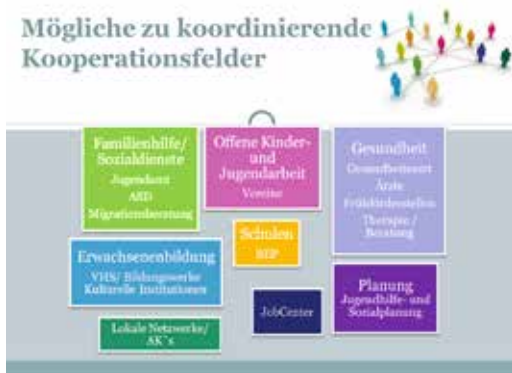 Mögliche zu koordinierende
Kooperationsfelder
Familienhilfe/
Sozialdienste
Jugendamt
ASD
Migrationsberatung
Offene Kinder-
und
Jugendarbeit
Vereine
Gesundheit
Gesundheitsamt
Ärzte
Frühförderstellen
Therapie /
Beratung
Schulen
Erwachsenenbildung
VHS/ Bildungswerke
Kulturelle Institutionen
Planung
Jugendhilfe- und
Sozialplanung
JobCenter
Lokale Netzwerke/
AK´s